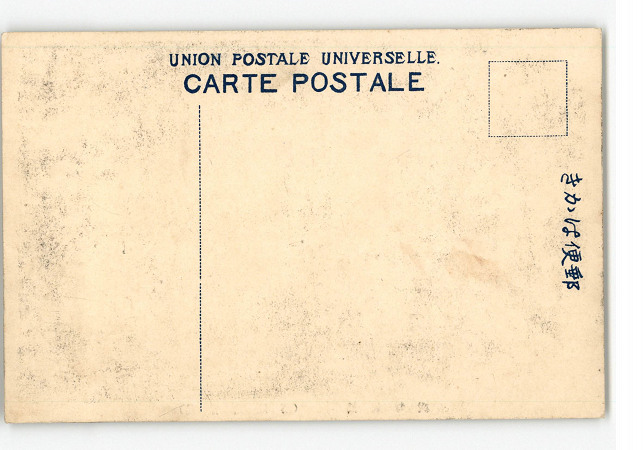 UNION POSTALE UNIVERSELLE.
CARTE POSTALE
きかは便郵